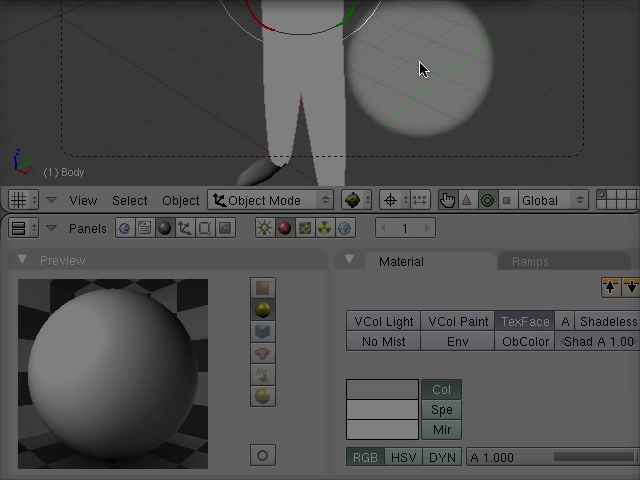 z
(1) Body
View Select Object Object Mode Global
Panels 1
Preview Material Ramps
VCol Light VCol Paint TexFace A Shadeless
No Mist Env ObColor Shad A 1.00
Col
Spe
Mir
RGB HSV DYN A 1.000